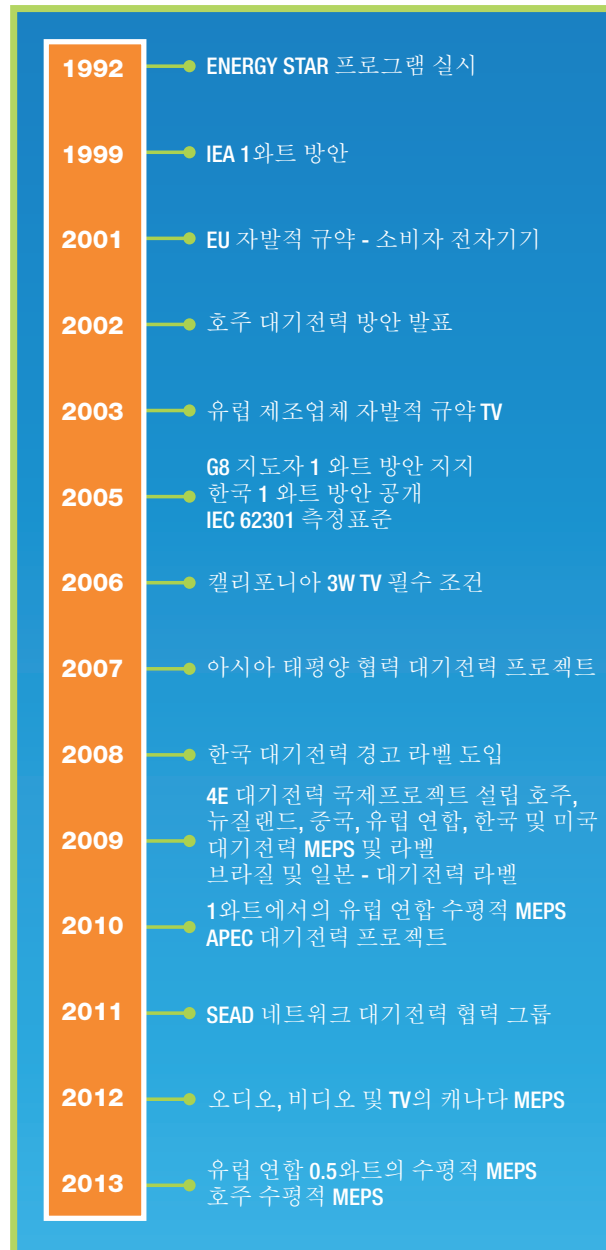 1992
ENERGY STAR 프로그램 실시
1999
IEA 1와트 방안
2001
EU 자발적 규약 - 소비자 전자기기
2002
호주 대기전력 방안 발표
2003
유럽 제조업체 자발적 규약 TV
2005
G8 지도자 1 와트 방안 지지
한국 1 와트 방안 공개
IEC 62301 측정표준
2006
캘리포니아 3W TV 필수 조건
2007
아시아 태평양 협력 대기전력 프로젝트
2008
한국 대기전력 경고 라벨 도입
2009
4E 대기전력 국제프로젝트 설립 호주,
뉴질랜드, 중국, 유럽 연합, 한국 및 미국
대기전력 MEPS 및 라벨
브라질 및 일본 - 대기전력 라벨
2010
1와트에서의 유럽 연합 수평적 MEPS
APEC 대기전력 프로젝트
2011
SEAD 네트워크 대기전력 협력 그룹
2012
오디오, 비디오 및 TV의 캐나다 MEPS
2013
유럽 연합 0.5와트의 수평적 MEPS
호주 수평적 MEPS